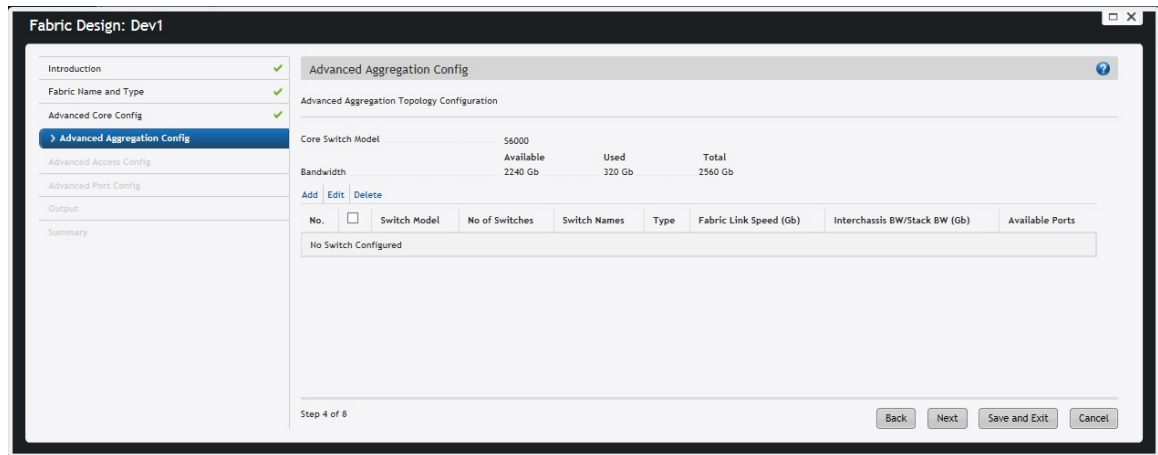 Fabric Design: Dev1
Introduction
Fabric Name and Type
Advanced Core Config
> Advanced Aggregation Config
Advanced Access Config
Advanced Port Config
Output
Summary
Advanced Aggregation Config
?
Advanced Aggregation Topology Configuration
Core Switch Model S6000
Available Used Total
Bandwidth 2240 Gb 320 Gb 2560 Gb
Add Edit Delete
No. Switch Model No of Switches Switch Names Type Fabric Link Speed (Gb) Interchassis BW/Stack BW (Gb) Available Ports
No Switch Configured
Step 4 of 8
Back Next Save and Exit Cancel